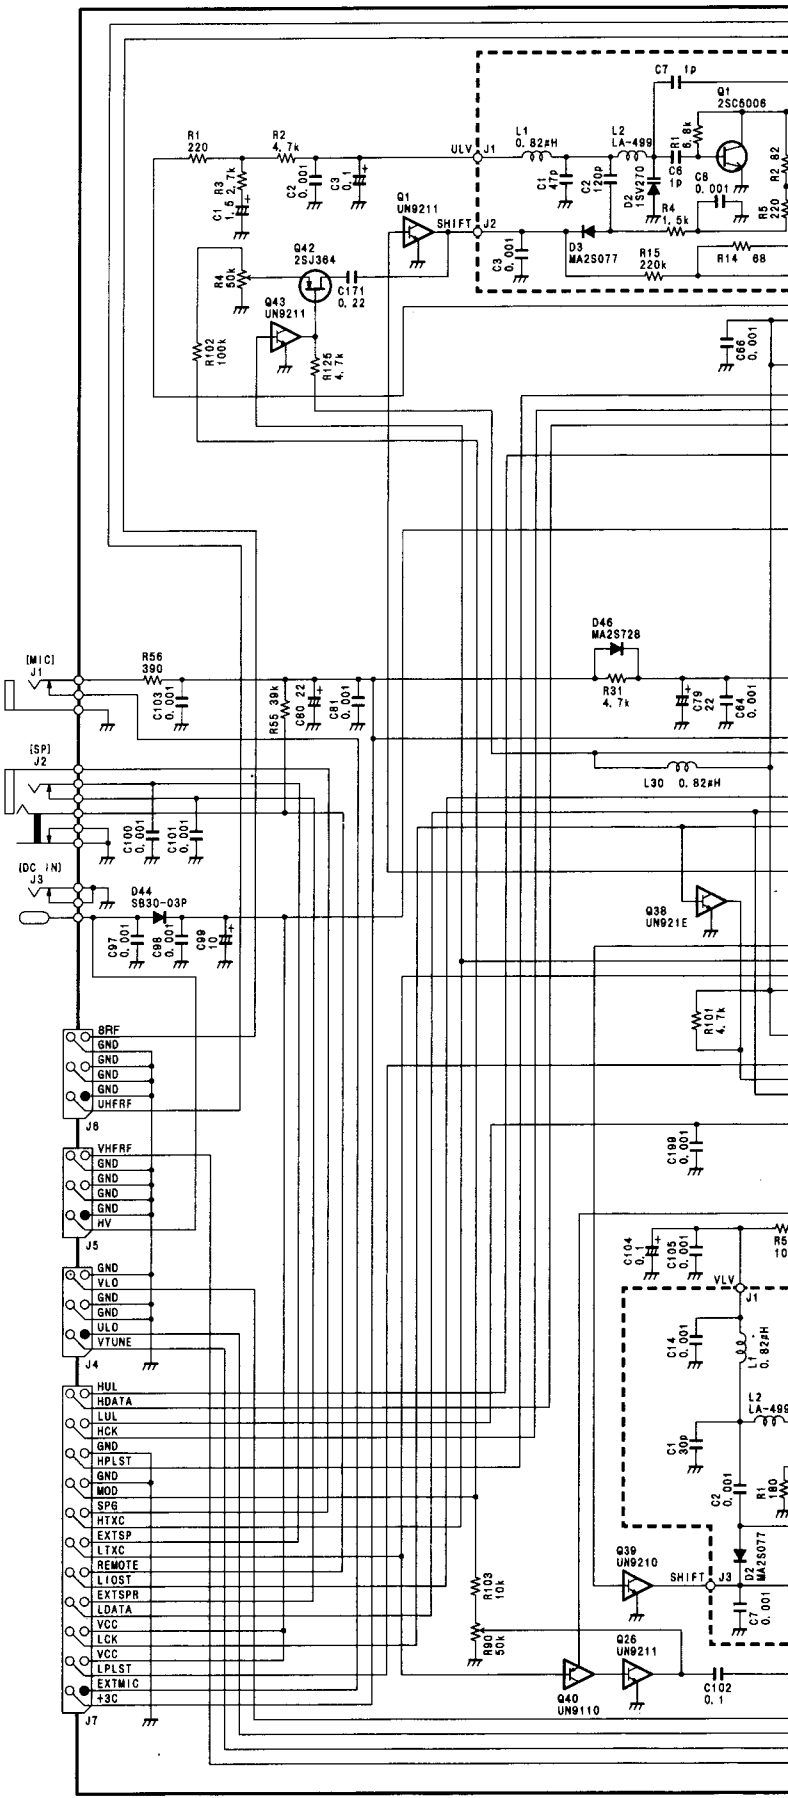 C7 1p
Q1
2SC5006
R1
6.8k
L1
0.82#H
L2
LA-499
ULV J1
R1
220
R2
4.7k
R3
2.7k
C1
1.5
C2
0.001
C3
0.1
C1
47p
C2
120p
D2
1SV270
C6
1p
C8
0.001
R2 82
R5
220
R4
1.5k
Q1
UN9211
SHIFT J2
C3
0.001
D3
MA2S077
R15
220k
R14 68
Q42
2SJ364
R4
50k
C171
0.22
Q43
UN9211
R102
100k
R125
4.7k
C66
0.001
D46
MA2S728
R31
4.7k
C79
22
C64
0.001
[MIC]
J1
R56
390
C103
0.001
R55 39k
C80 22
C81
0.001
[SP]
J2
L30 0.82#H
C100
0.001
C101
0.001
[DC IN]
J3
D44
SB30-03P
C97
0.001
C98
0.001
C99
10
Q38
UN921E
R101
4.7k
8RF
GND
GND
GND
GND
UHFRF
J6
C199
0.001
VHFRF
GND
GND
GND
GND
HV
J5
C104
0.1
C105
0.001
R5
10
GND
VLO
GND
GND
ULO
VTUNE
J4
VLV J1
C14
0.001
L1
0.82#H
L2
LA-499
C1
30p
C2
0.001
R1
180
HUL
HDATA
LUL
HCK
GND
HPLST
GND
MOD
SPG
HTXC
EXTSP
LTXC
REMOTE
LIOST
EXTSPR
LDATA
VCC
LCK
VCC
LPLST
EXTMIC
+3C
J7
R103
10k
R90
50k
Q39
UN9210
SHIFT J3
D2
MA2S077
C7
0.001
Q40
UN9110
Q26
UN9211
C102
0.1